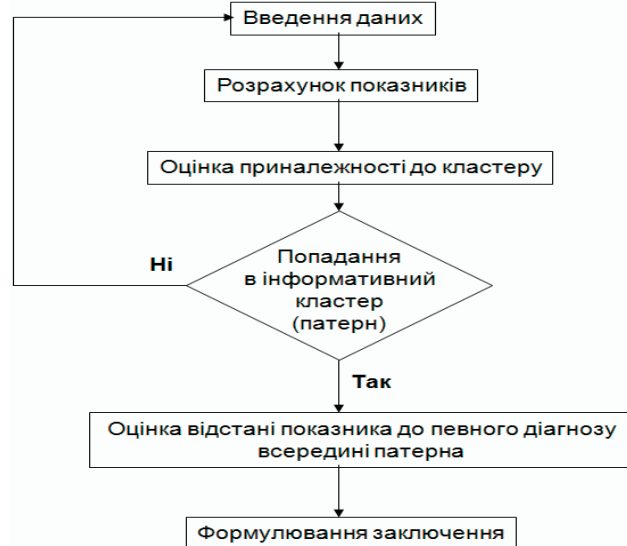 Введення даних
Розрахунок показників
Оцінка приналежності до кластеру
Попадання
в інформативний
кластер
(патерн)
Ні
Так
Оцінка відстані показника до певного діагнозу
всередині патерна
Формулювання заключення